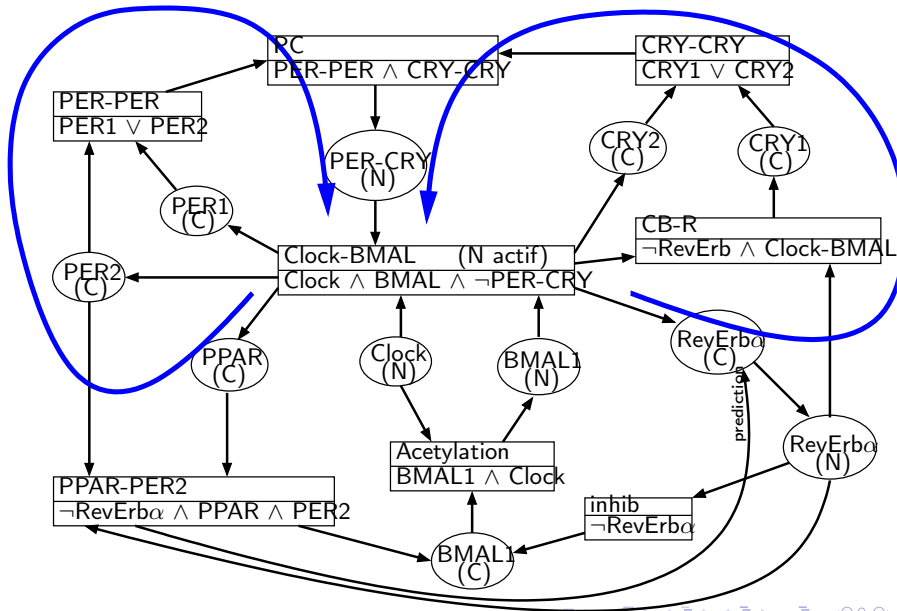 PC
PER-PER ∧ CRY-CRY
CRY-CRY
CRY1 ∨ CRY2
PER-PER
PER1 ∨ PER2
PER-CRY
(N)
CRY2
(C)
CRY1
(C)
PER1
(C)
CB-R
¬RevErb ∧ Clock-BMAL
Clock-BMAL (N actif)
Clock ∧ BMAL ∧ ¬PER-CRY
PER2
(C)
PPAR
(C)
Clock
(N)
BMAL1
(N)
RevErbα
(C)
prediction
RevErbα
(N)
Acetylation
BMAL1 ∧ Clock
PPAR-PER2
¬RevErbα ∧ PPAR ∧ PER2
inhib
¬RevErbα
BMAL1
(C)